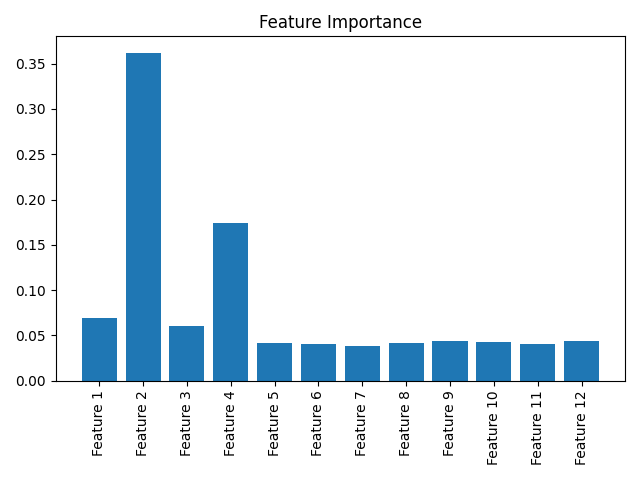 Feature Importance
0.35
0.30
0.25
0.20
0.15
0.10
0.05
0.00
Feature 1
Feature 2
Feature 3
Feature 4
Feature 5
Feature 6
Feature 7
Feature 8
Feature 9
Feature 10
Feature 11
Feature 12